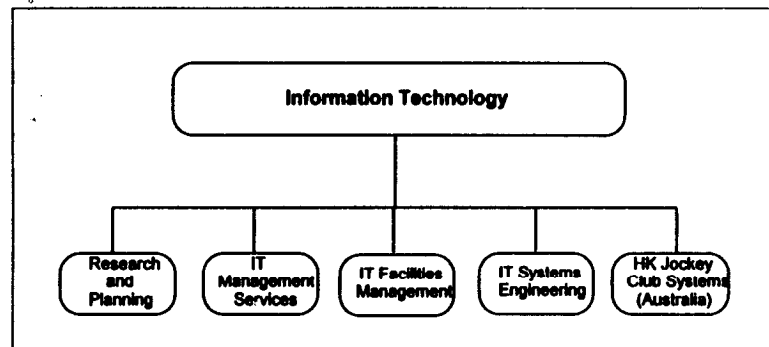 Information Technology
Research
and
Planning
IT
Management
Services
IT Facilities
Management
IT Systems
Engineering
HK Jockey
Club Systems
(Australia)